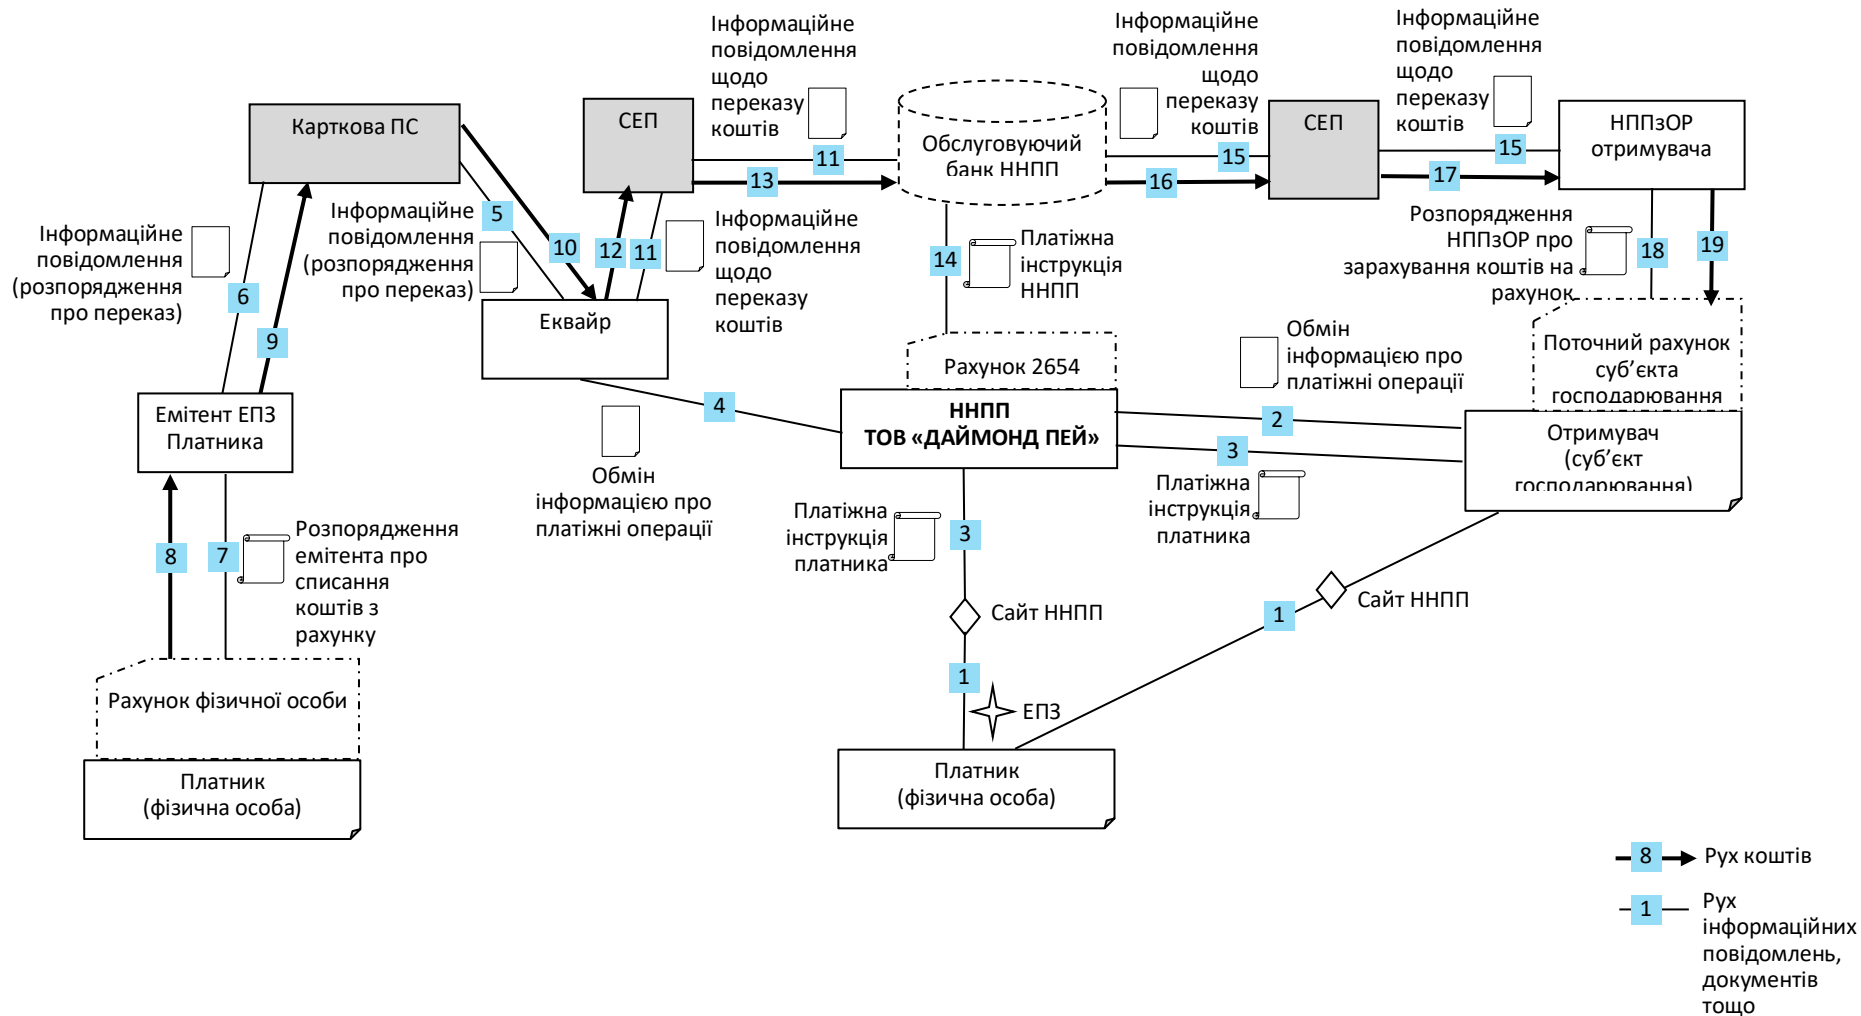 Інформаційне
повідомлення
щодо
переказу
коштів
Інформаційне
повідомлення
щодо
переказу
коштів
Інформаційне
повідомлення
щодо
переказу
коштів
Карткова ПС
СЕП
Обслуговуючий
банк ННПП
СЕП
НППзОР
отримувача
11
13
15
16
15
17
Інформаційне
повідомлення
(розпорядження
про переказ)
6
9
Інформаційне
повідомлення
(розпорядження
про переказ)
5
10
12
11
Інформаційне
повідомлення
щодо
переказу
коштів
14
Платіжна
інструкція
ННПП
Розпорядження
НППзОР про
зарахування коштів на
рахунок
18
19
Еквайр
Рахунок 2654
Обмін
інформацією про
платіжні операції
Поточний рахунок
суб’єкта
господарювання
Емітент ЕПЗ
Платника
4
ННПП
ТОВ «ДАЙМОНД ПЕЙ»
2
3
Отримувач
(суб’єкт
господарювання)
Обмін
інформацією про
платіжні операції
Платіжна
інструкція
платника
3
Платіжна
інструкція
платника
8
7
Розпорядження
емітента про
списання
коштів з
рахунку
Сайт ННПП
1
Сайт ННПП
1
ЕПЗ
Рахунок фізичної особи
Платник
(фізична особа)
Платник
(фізична особа)
8
Рух коштів
1
Рух
інформаційних
повідомлень,
документів
тощо